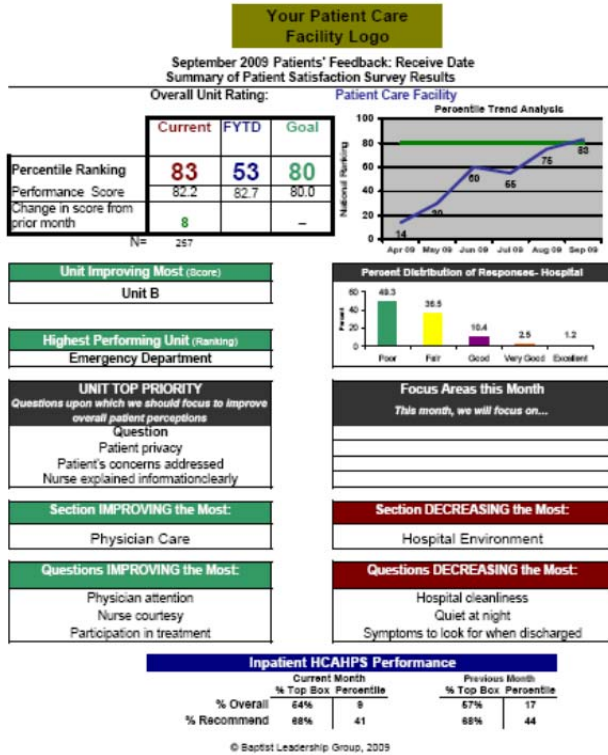 Your Patient Care
Facility Logo
September 2009 Patients' Feedback: Receive Date
Summary of Patient Satisfaction Survey Results
Overall Unit Rating:
Patient Care Facility
Current FYTD Goal
Percentile Ranking 83 53 80
Performance Score 82.2 82.7 80.0
Change in score from
prior month 8 –
N= 257
Percentile Trend Analysis
National Ranking
100
80
60
40
20
0
14 30 60 55 75 83
Apr 09 May 09 Jun 09 Jul 09 Aug 09 Sep 09
Unit Improving Most (Score)
Unit B
Highest Performing Unit (Ranking)
Emergency Department
Percent Distribution of Responses- Hospital
Percent
60
40
20
0
49.3 36.5 10.4 2.5 1.2
Poor Fair Good Very Good Excellent
UNIT TOP PRIORITY
Questions upon which we should focus to improve
overall patient perceptions
Question
Patient privacy
Patient's concerns addressed
Nurse explained informationclearly
Focus Areas this Month
This month, we will focus on...
Section IMPROVING the Most:
Physician Care
Section DECREASING the Most:
Hospital Environment
Questions IMPROVING the Most:
Physician attention
Nurse courtesy
Participation in treatment
Questions DECREASING the Most:
Hospital cleanliness
Quiet at night
Symptoms to look for when discharged
Inpatient HCAHPS Performance
Current Month Previous Month
% Top Box Percentile % Top Box Percentile
% Overall 54% 9 57% 17
% Recommend 68% 41 68% 44
© Baptist Leadership Group, 2009